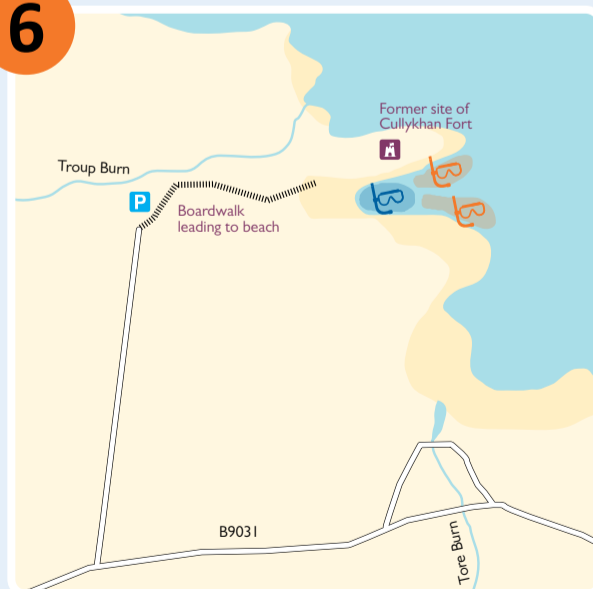 6
Former site of
Cullykhan Fort
Troup Burn
P
Boardwalk
leading to beach
B9031
Tore Burn